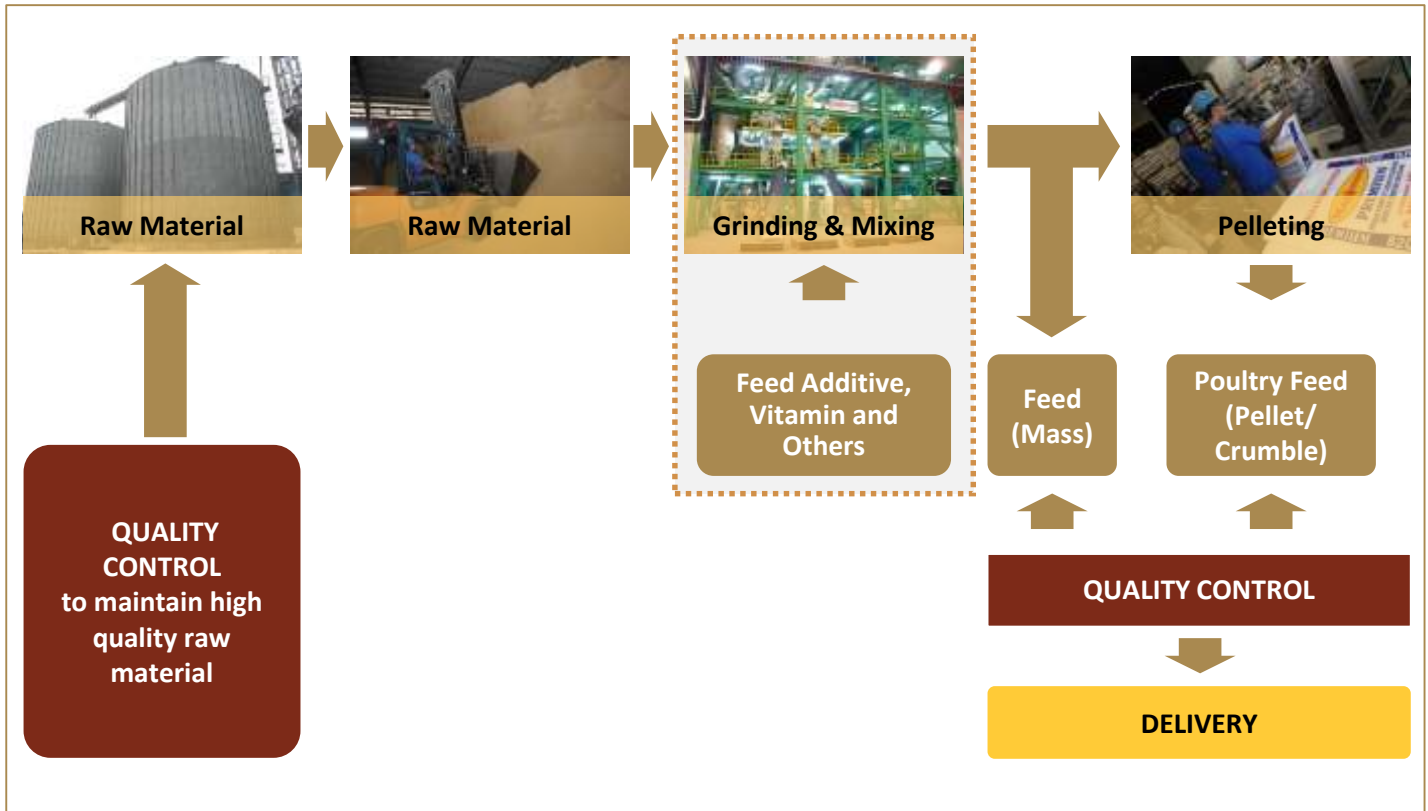 Raw Material
Raw Material
Grinding & Mixing
Pelleting
Feed Additive,
Vitamin and
Others
Feed
(Mass)
Poultry Feed
(Pellet/
Crumble)
QUALITY
CONTROL
to maintain high
quality raw
material
QUALITY CONTROL
DELIVERY